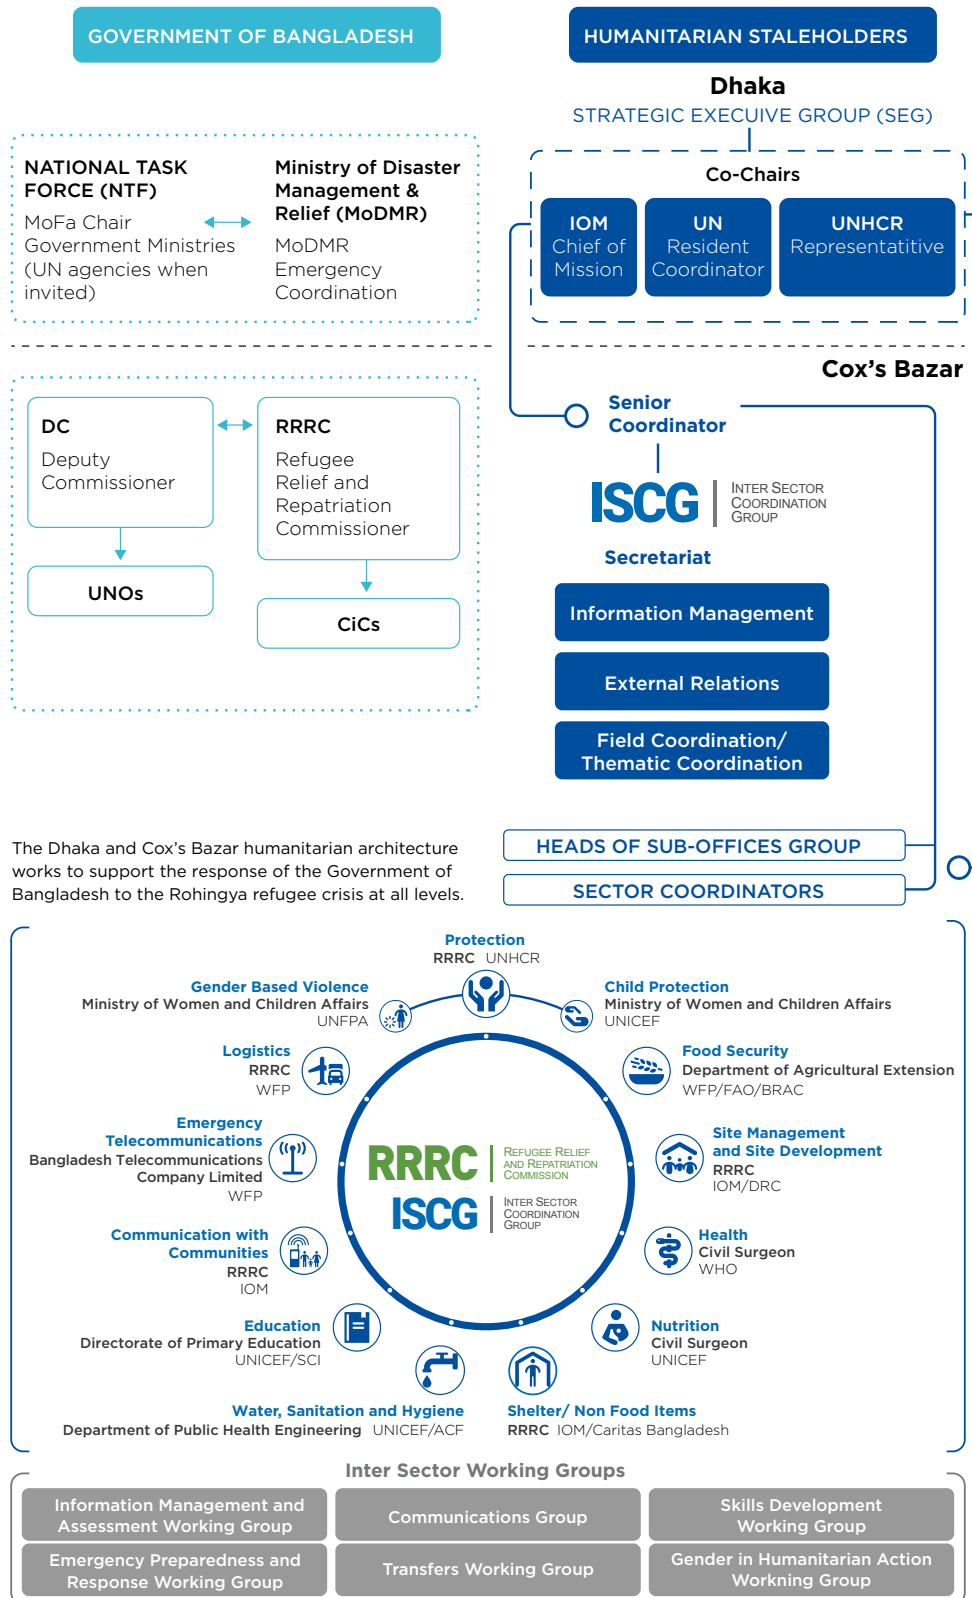 GOVERNMENT OF BANGLADESH
HUMANITARIAN STALEHOLDERS
Dhaka
STRATEGIC EXECUIVE GROUP (SEG)
NATIONAL TASK
FORCE (NTF)
MoFa Chair
Government Ministries
(UN agencies when
invited)
Ministry of Disaster
Management &
Relief (MoDMR)
MoDMR
Emergency
Coordination
Co-Chairs
IOM
Chief of
Mission
UN
Resident
Coordinator
UNHCR
Representatitive
Cox's Bazar
DC
Deputy
Commissioner
UNOs
RRRC
Refugee
Relief and
Repatriation
Commissioner
CiCs
Senior
Coordinator
ISCG
INTER SECTOR
COORDINATION
GROUP
Secretariat
Information Management
External Relations
Field Coordination/
Thematic Coordination
The Dhaka and Cox's Bazar humanitarian architecture
works to support the response of the Government of
Bangladesh to the Rohingya refugee crisis at all levels.
HEADS OF SUB-OFFICES GROUP
SECTOR COORDINATORS
Protection
RRRC UNHCR
Gender Based Violence
Ministry of Women and Children Affairs
UNFPA
Child Protection
Ministry of Women and Children Affairs
UNICEF
Logistics
RRRC
WFP
Food Security
Department of Agricultural Extension
WFP/FAO/BRAC
Emergency
Telecommunications
Bangladesh Telecommunications
Company Limited
WFP
Site Management
and Site Development
RRRC
IOM/DRC
RRRC
REFUGEE RELIEF
AND REPATRIATION
COMMISSION
ISCG
INTER SECTOR
COORDINATION
GROUP
Communication with
Communities
RRRC
IOM
Health
Civil Surgeon
WHO
Education
Directorate of Primary Education
UNICEF/SCI
Nutrition
Civil Surgeon
UNICEF
Water, Sanitation and Hygiene
Department of Public Health Engineering UNICEF/ACF
Shelter/ Non Food Items
RRRC IOM/Caritas Bangladesh
Inter Sector Working Groups
Information Management and
Assessment Working Group
Communications Group
Skills Development
Working Group
Emergency Preparedness and
Response Working Group
Transfers Working Group
Gender in Humanitarian Action
Workning Group